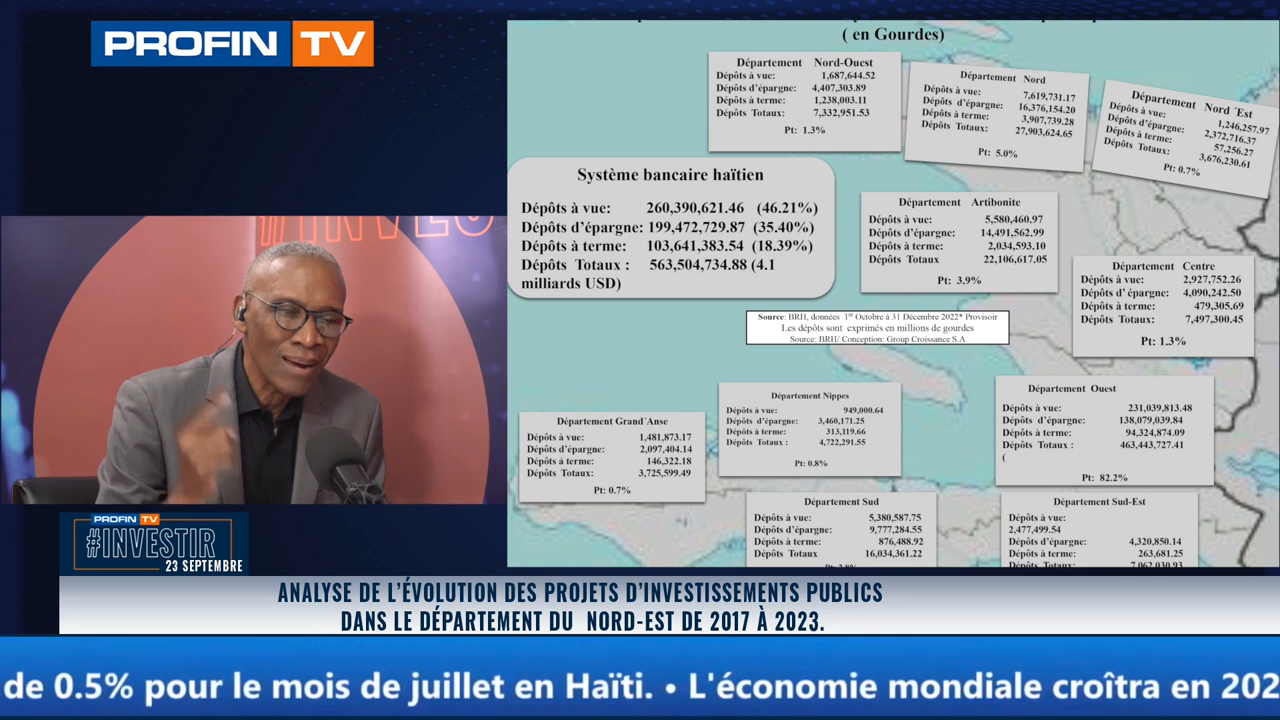 PROFIN TV
( en Gourdes)
Département Nord-Ouest
Dépôts à vue: 1,687,644.52
Dépôts d'épargne: 4,407,303.89
Dépôts à terme: 1,238,003.11
Dépôts Totaux: 7,332,951.53
Pt: 1.3%
Département Nord
Dépôts à vue: 7,619,731.17
Dépôts d'épargne: 16,376,154.20
Dépôts à terme: 3,907,739.28
Dépôts Totaux: 27,903,624.65
Pt: 5.0%
Département Nord ´Est
Dépôts à vue: 1,246,257.97
Dépôts d'épargne: 2,372,716.37
Dépôts à terme: 57,256.27
Dépôts Totaux: 3,676,230.61
Pt: 0.7%
Système bancaire haïtien
Dépôts à vue: 260,390,621.46 (46.21%)
Dépôts d'épargne: 199,472,729.87 (35.40%)
Dépôts à terme: 103,641,383.54 (18.39%)
Dépôts Totaux : 563,504,734.88 (4.1
milliards USD)
Département Artibonite
Dépôts à vue: 5,580,460.97
Dépôts d'épargne: 14,491,562.99
Dépôts à terme: 2,034,593.10
Dépôts Totaux 22,106,617.05
Pt: 3.9%
Département Centre
Dépôts à vue: 2,927,752.26
Dépôts d' épargne: 4,090,242.50
Dépôts à terme: 479,305.69
Dépôts Totaux: 7,497,300.45
Pt: 1.3%
Source: BRH, données 1er Octobre à 31 Décembre 2022* Provisoir
Les dépôts sont exprimés en millions de gourdes
Source: BRH/ Conception: Group Croissance S.A
Département Grand´Anse
Dépôts à vue: 1,481,873.17
Dépôts d'épargne: 2,097,404.14
Dépôts à terme: 146,322.18
Dépôts Totaux: 3,725,599.49
Pt: 0.7%
Département Nippes
Dépôts à vue: 949,000.64
Dépôts d'épargne: 3,460,171.25
Dépôts à terme: 313,119.66
Dépôts Totaux : 4,722,291.55
Pt: 0.8%
Département Ouest
Dépôts à vue: 231,039,813.48
Dépôts d'épargne: 138,079,039.84
Dépôts à terme: 94,324,874.09
Dépôts Totaux: 463,443,727.41
(
Pt: 82.2%
Département Sud
Dépôts à vue: 5,380,587.75
Dépôts d'épargne: 9,777,284.55
Dépôts à terme: 876,488.92
Dépôts Totaux 16,034,361.22
Département Sud-Est
Dépôts à vue:
2,477,499.54
Dépôts d'épargne: 4,320,850.14
Dépôts à terme: 263,681.25
Dépôts Totaux: 7,062,030.93
PROFIN TV
#INVESTIR
23 SEPTEMBRE
ANALYSE DE L'ÉVOLUTION DES PROJETS D'INVESTISSEMENTS PUBLICS
DANS LE DÉPARTEMENT DU NORD-EST DE 2017 À 2023.
de 0.5% pour le mois de juillet en Haïti. • L'économie mondiale croîtra en 202